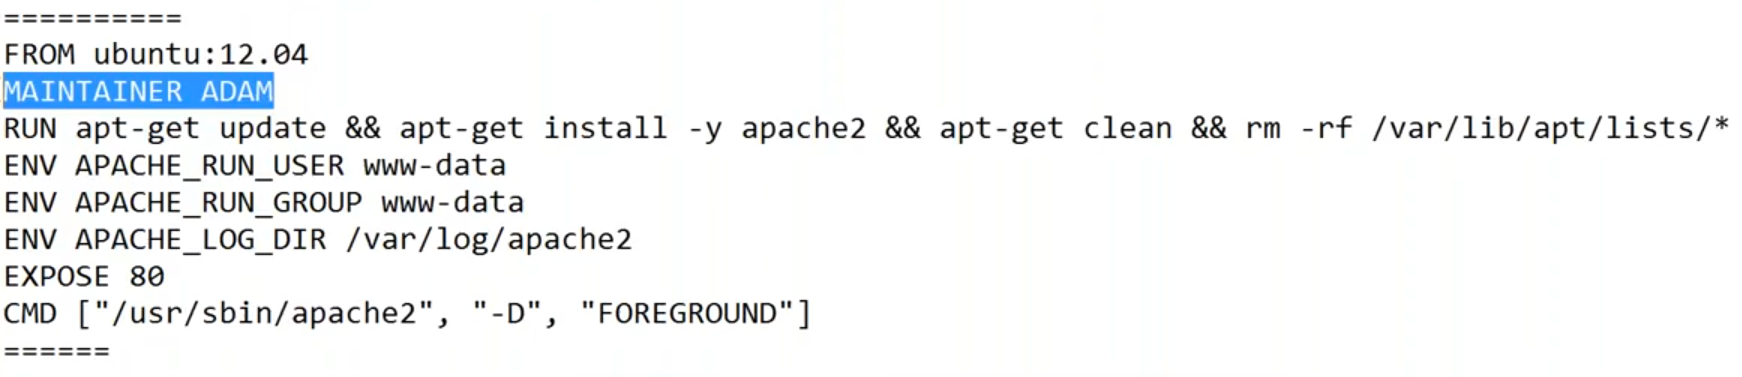 ==========
FROM ubuntu:12.04
MAINTAINER ADAM
RUN apt-get update && apt-get install -y apache2 && apt-get clean && rm -rf /var/lib/apt/lists/*
ENV APACHE_RUN_USER www-data
ENV APACHE_RUN_GROUP www-data
ENV APACHE_LOG_DIR /var/log/apache2
EXPOSE 80
CMD ["/usr/sbin/apache2", "-D", "FOREGROUND"]
======